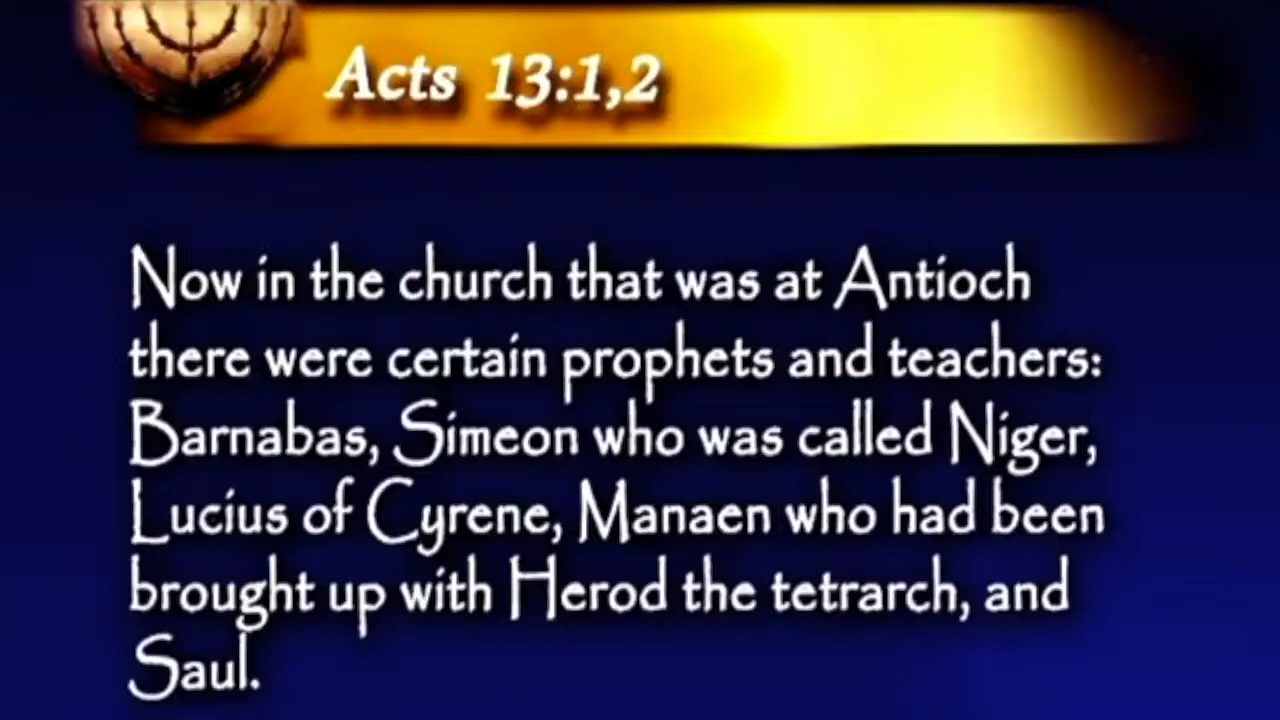 Acts 13:1,2
Now in the church that was at Antioch
there were certain prophets and teachers:
Barnabas, Simeon who was called Niger,
Lucius of Cyrene, Manaen who had been
brought up with Herod the tetrarch, and
Saul.